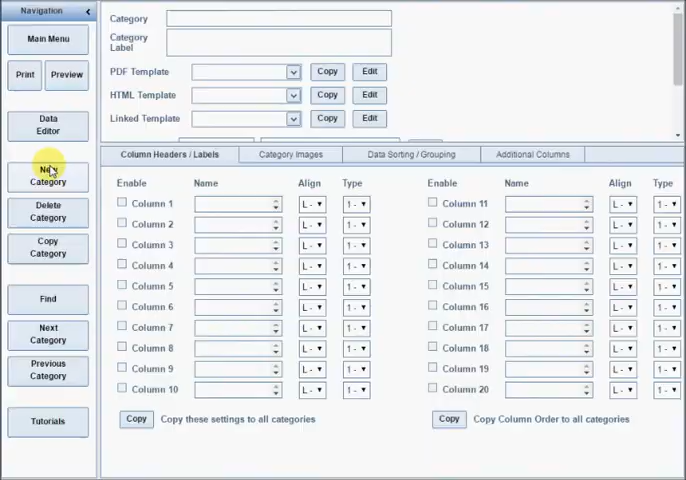 Navigation
Main Menu
Print
Preview
Data
Editor
New
Category
Delete
Category
Copy
Category
Find
Next
Category
Previous
Category
Tutorials
Category
Category
Label
PDF Template
Copy
Edit
HTML Template
Copy
Edit
Linked Template
Copy
Edit
Column Headers / Labels
Category Images
Data Sorting / Grouping
Additional Columns
Enable Name Align Type
Column 1 L - 1 -
Column 2 L - 1 -
Column 3 L - 1 -
Column 4 L - 1 -
Column 5 L - 1 -
Column 6 L - 1 -
Column 7 L - 1 -
Column 8 L - 1 -
Column 9 L - 1 -
Column 10 L - 1 -
Copy Copy these settings to all categories
Enable Name Align Type
Column 11 L - 1 -
Column 12 L - 1 -
Column 13 L - 1 -
Column 14 L - 1 -
Column 15 L - 1 -
Column 16 L - 1 -
Column 17 L - 1 -
Column 18 L - 1 -
Column 19 L - 1 -
Column 20 L - 1 -
Copy Copy Column Order to all categories